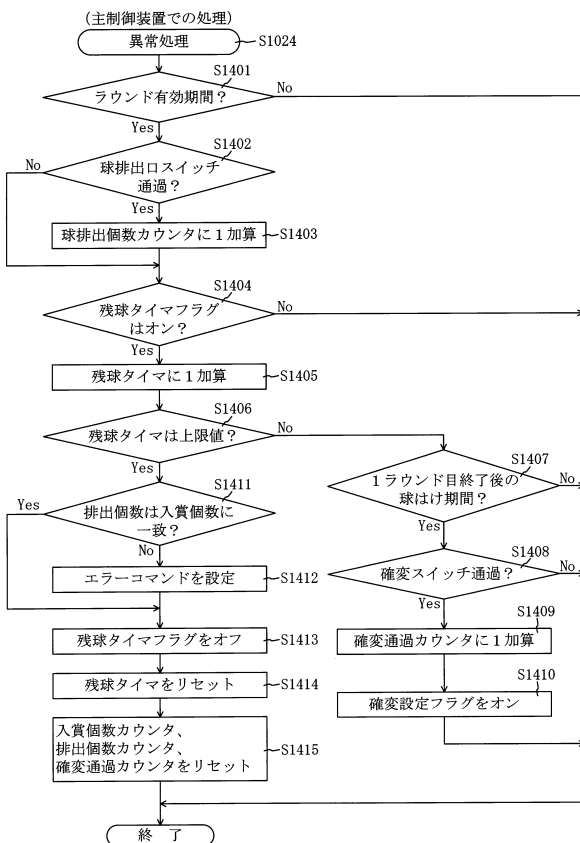 (主制御装置での処理)
異常処理
S1024
S1401
ラウンド有効期間?
No
Yes
S1402
No
球排出口スイッチ
通過?
Yes
球排出個数カウンタに1加算
S1403
S1404
残球タイマフラグ
はオン?
No
Yes
残球タイマに1加算
S1405
S1406
残球タイマは上限値?
No
Yes
S1407
1ラウンド目終了後の
球はけ期間?
No
Yes
S1411
Yes
排出個数は入賞個数に
一致?
No
S1408
確変スイッチ通過?
No
Yes
エラーコマンドを設定
S1412
S1409
確変通過カウンタに1加算
残球タイマフラグをオフ
S1413
S1410
確変設定フラグをオン
残球タイマをリセット
S1414
入賞個数カウンタ、
排出個数カウンタ、
確変通過カウンタをリセット
S1415
終 了